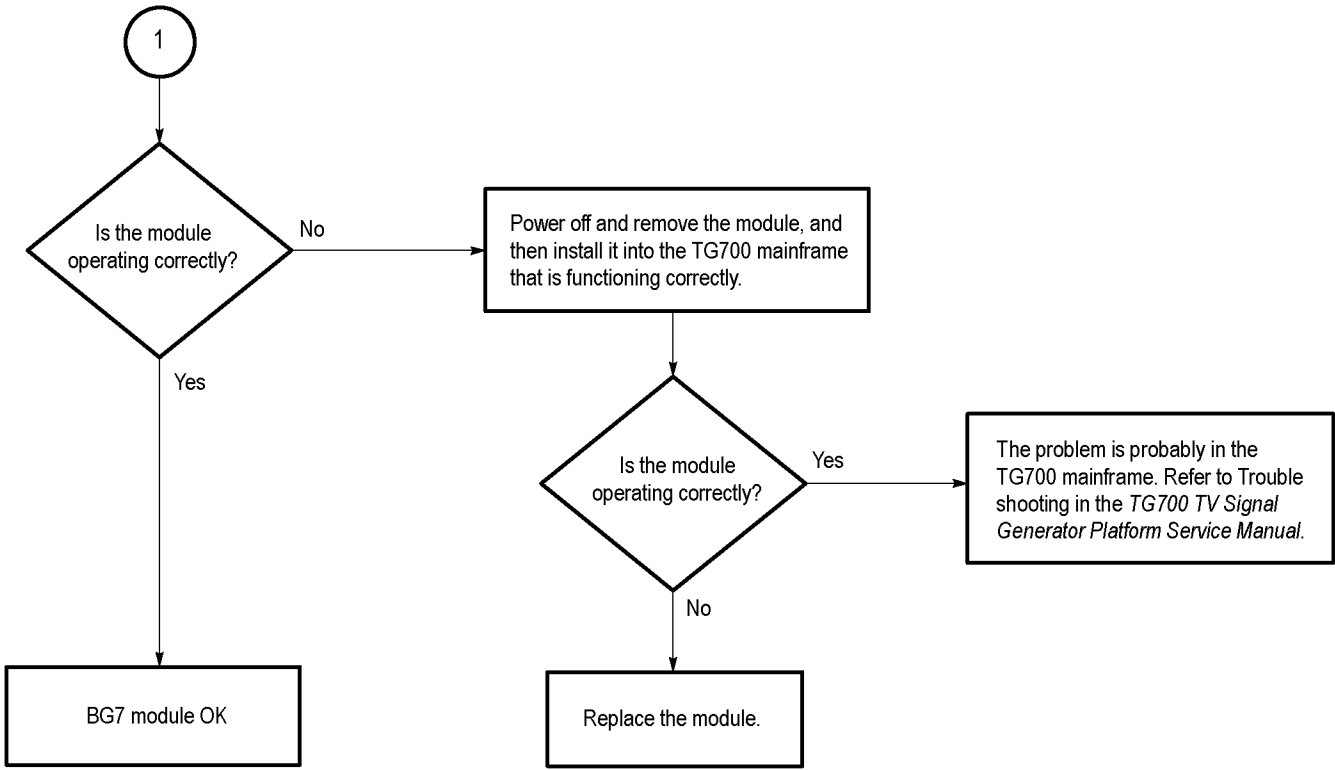 1
Is the module
operating correctly?
No
Power off and remove the module, and
then install it into the TG700 mainframe
that is functioning correctly.
Yes
Is the module
operating correctly?
Yes
The problem is probably in the
TG700 mainframe. Refer to Trouble
shooting in the TG700 TV Signal
Generator Platform Service Manual.
No
BG7 module OK
Replace the module.